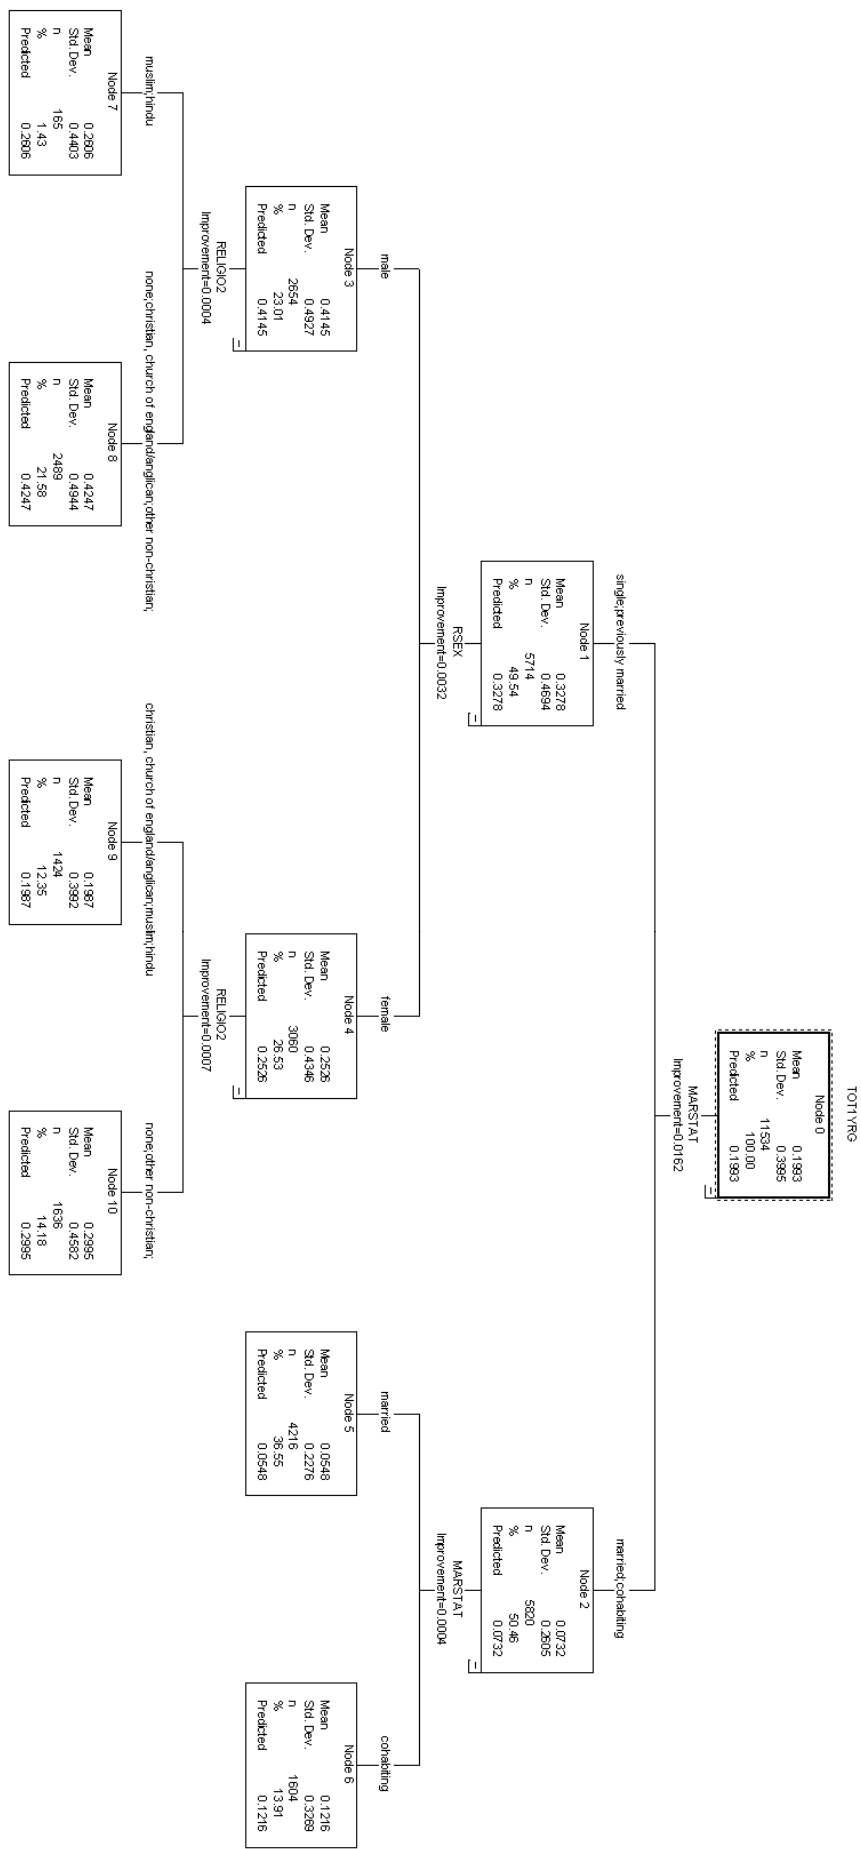 TOT1YRG
Node 0
Mean 0.1993
Std. Dev. 0.3995
n 11534
% 100.00
Predicted 0.1993
MARSTAT
Improvement=0.0162
single;previously married
married;cohabiting
Node 1
Mean 0.3278
Std. Dev. 0.4694
n 5714
% 49.54
Predicted 0.3278
Node 2
Mean 0.0732
Std. Dev. 0.2605
n 5820
% 50.46
Predicted 0.0732
RSEX
Improvement=0.0032
MARSTAT
Improvement=0.0004
male
female
married
cohabiting
Node 3
Mean 0.4145
Std. Dev. 0.4927
n 2654
% 23.01
Predicted 0.4145
Node 4
Mean 0.2526
Std. Dev. 0.4346
n 3060
% 26.53
Predicted 0.2526
Node 5
Mean 0.0548
Std. Dev. 0.2276
n 4216
% 36.55
Predicted 0.0548
Node 6
Mean 0.1216
Std. Dev. 0.3269
n 1604
% 13.91
Predicted 0.1216
RELIGIO2
Improvement=0.0004
RELIGIO2
Improvement=0.0007
muslim;hindu
none;christian, church of england/anglican;other non-christian;
christian, church of england/anglican;muslim;hindu
none;other non-christian;
Node 7
Mean 0.2606
Std. Dev. 0.4403
n 165
% 1.43
Predicted 0.2606
Node 8
Mean 0.4247
Std. Dev. 0.4944
n 2489
% 21.58
Predicted 0.4247
Node 9
Mean 0.1987
Std. Dev. 0.3992
n 1424
% 12.35
Predicted 0.1987
Node 10
Mean 0.2995
Std. Dev. 0.4582
n 1636
% 14.18
Predicted 0.2995